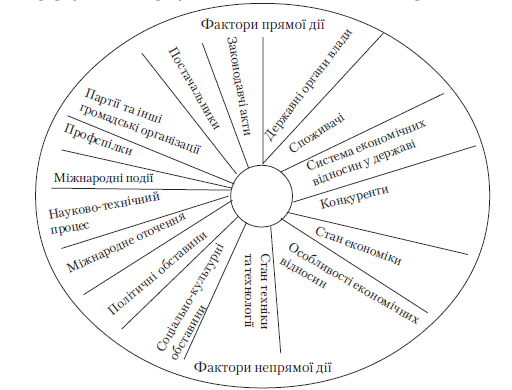 Фактори прямої дії
Державні органи влади
Споживачі
Система економічних
відносин у державі
Конкуренти
Стан економіки
Особливості економічних
відносин
Стан техніки
та технології
Соціально-культурні
обставини
Політичні обставини
Міжнародне оточення
Науково-технічний
процес
Міжнародні події
Профспілки
Партії та інші
громадські організації
Постачальники
Законодавчі акти
Фактори непрямої дії